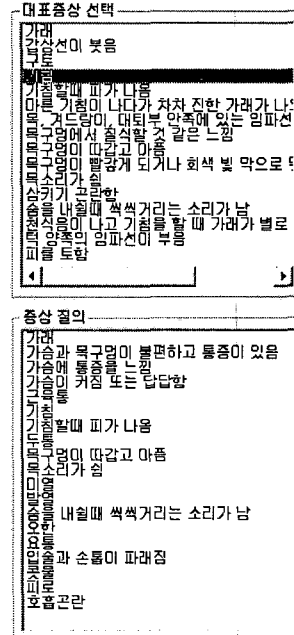 대표증상 선택
가래
갑상선이 붓음
구토
기침
기침할때 피가 나옴
마른 기침이 나다가 차차 진한 가래가 나
목, 겨드랑이, 대퇴부 안쪽에 있는 임파선
목구멍에서 질식할 것 같은 느낌
목구멍이 따갑고 아픔
목구멍이 빨갛게 되거나 회색 빛 막으로
목소리가 쉼
삼키기 곤란함
숨을 내쉴때 씩씩거리는 소리가 남
천식음이 나고 기침을 할 때 가래가 별로
턱 양쪽의 임파선이 부음
피를 토함
증상 질의
가래
가슴과 목구멍이 불편하고 통증이 있음
가슴에 통증을 느낌
가슴이 커짐 또는 답답함
근육통
기침
기침할때 피가 나옴
두통
목구멍이 따갑고 아픔
목소리가 쉼
미열
발열
숨을 내쉴때 씩씩거리는 소리가 남
오한
요통
입술과 손톱이 파래짐
콧물
피로
호흡곤란